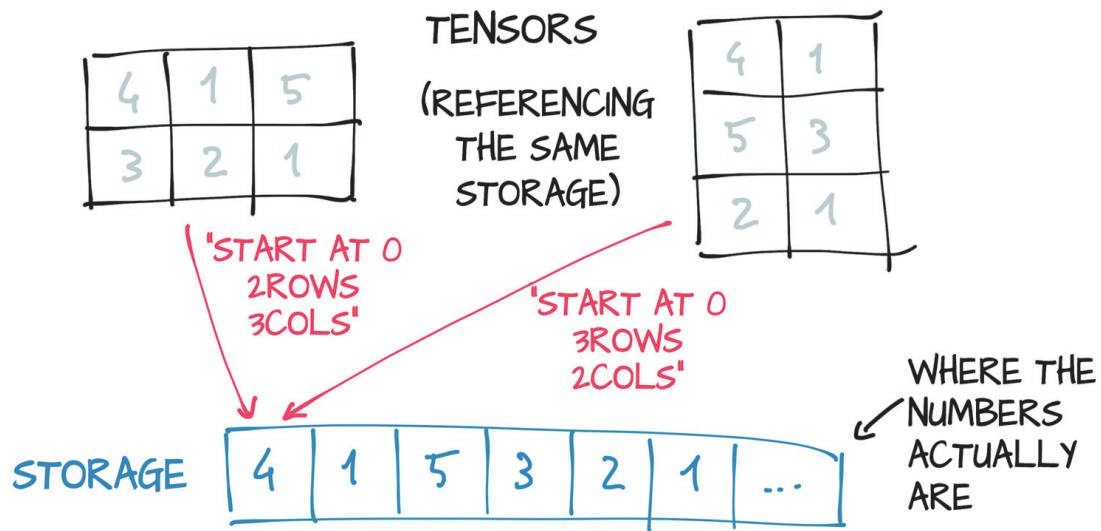 TENSORS
(REFERENCING
THE SAME
STORAGE)
4 1 5
3 2 1
4 1
5 3
2 1
"START AT 0
2ROWS
3COLS"
"START AT 0
3ROWS
2COLS"
STORAGE
4 1 5 3 2 1 ...
WHERE THE
NUMBERS
ACTUALLY
ARE